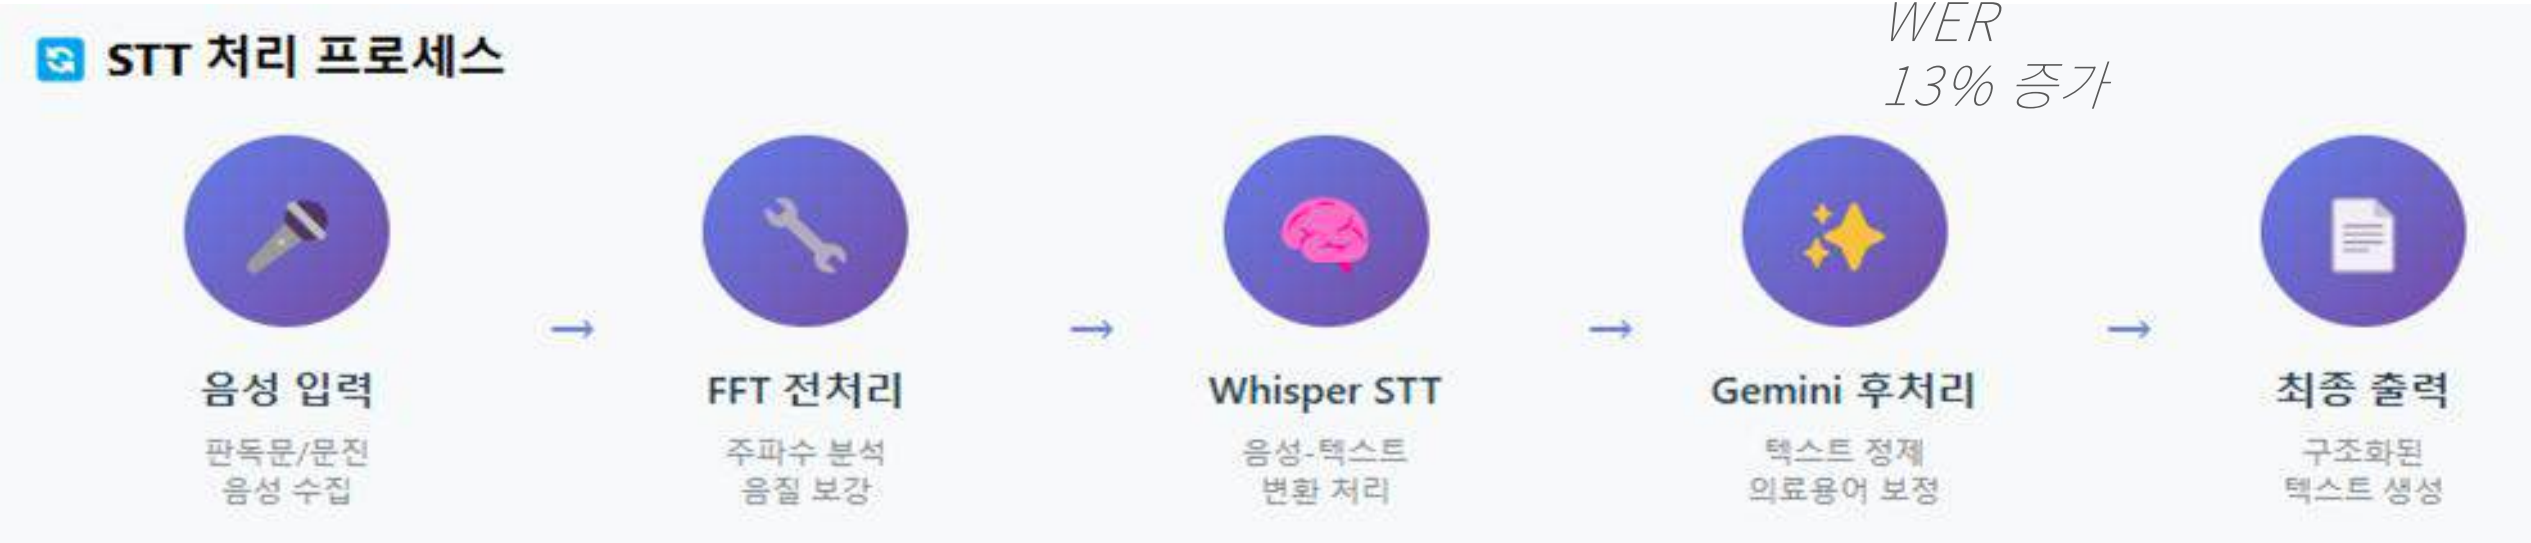 STT 처리 프로세스
WER
13% 증가
음성 입력
판독문/문진
음성 수집
→
FFT 전처리
주파수 분석
음질 보강
→
Whisper STT
음성-텍스트
변환 처리
→
Gemini 후처리
텍스트 정제
의료용어 보정
→
최종 출력
구조화된
텍스트 생성